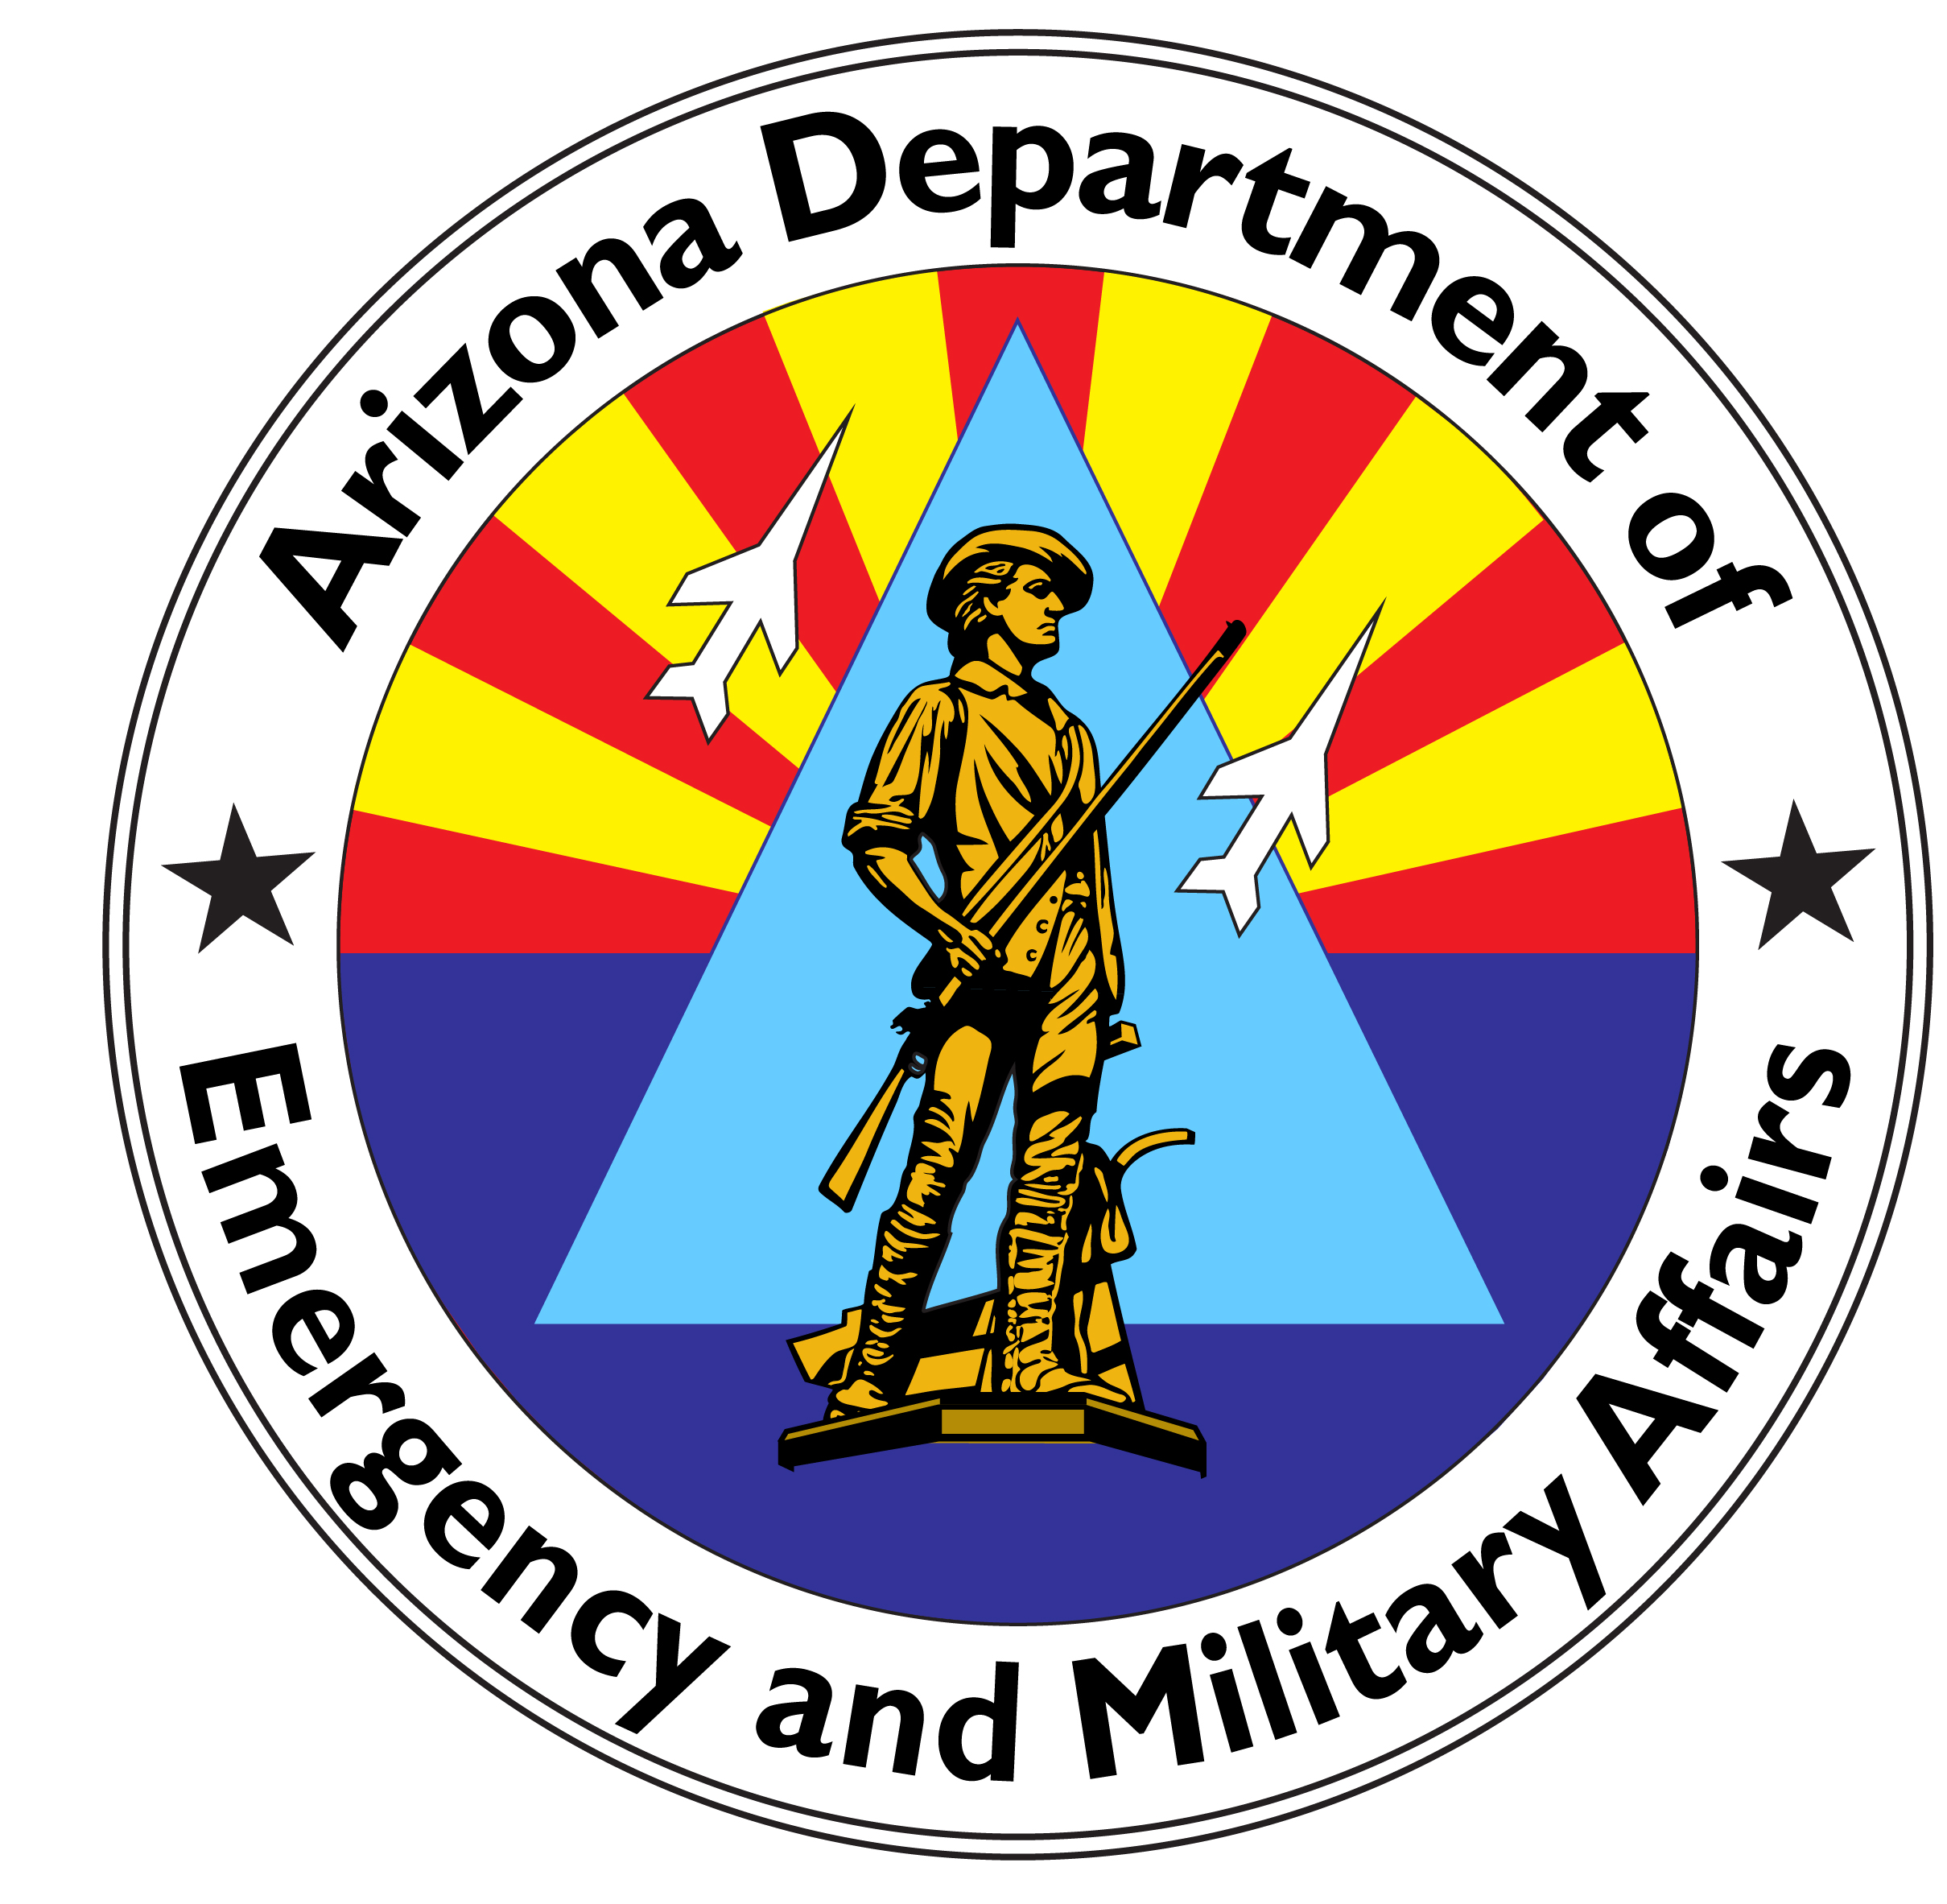 Arizona Department of
Emergency and Military Affairs